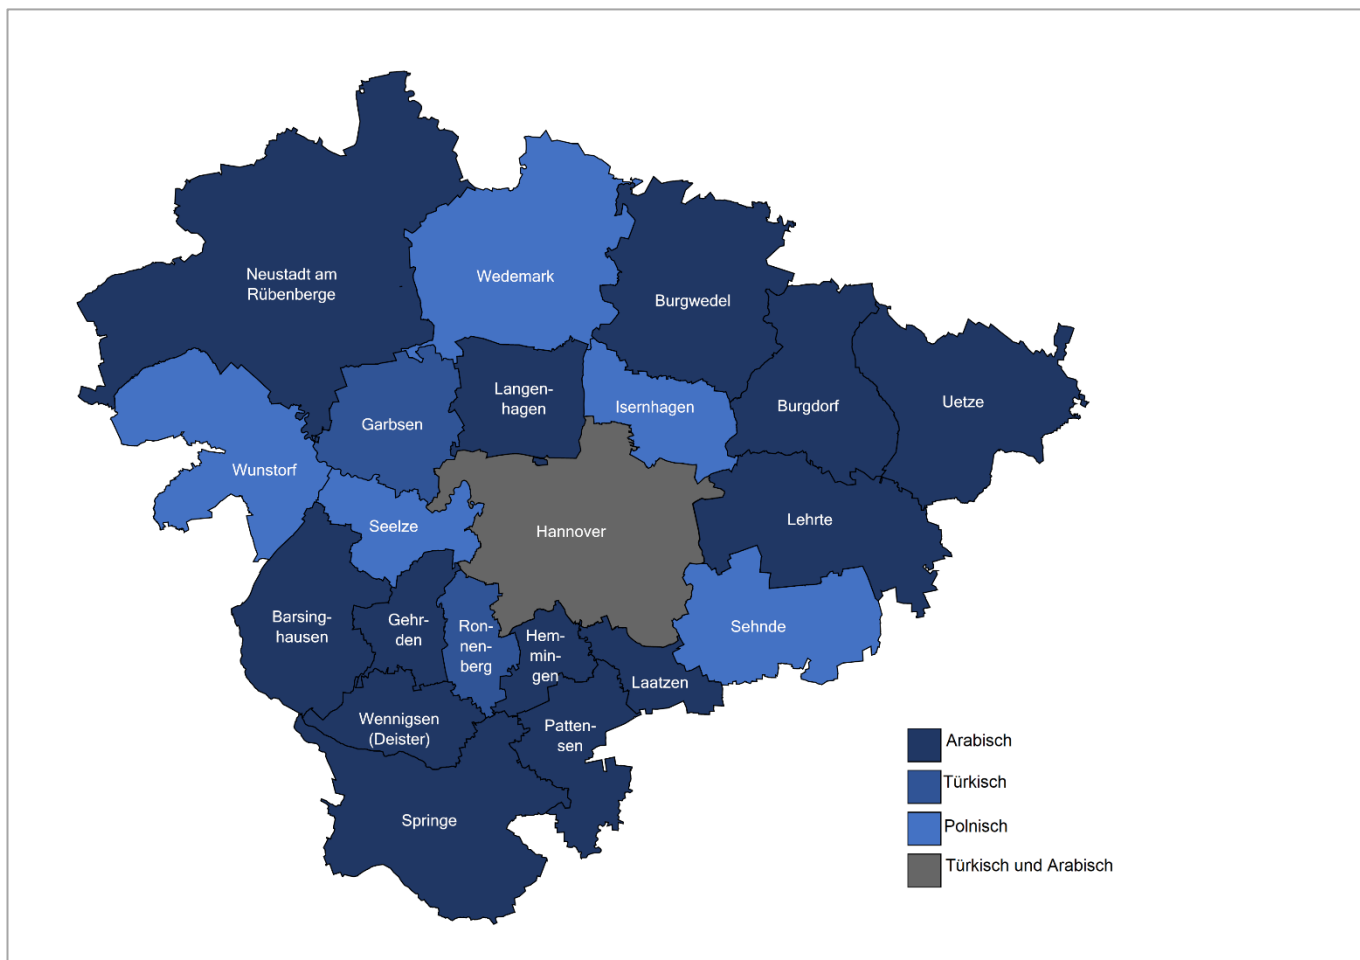 Neustadt am
Rübenberge
Wedemark
Burgwedel
Langen-
hagen
Isernhagen
Burgdorf
Uetze
Garbsen
Wunstorf
Seelze
Hannover
Lehrte
Barsing-
hausen
Gehr-
den
Ron-
nen-
berg
Hem-
min-
gen
Sehnde
Laatzen
Wennigsen
(Deister)
Patten-
sen
Springe
Arabisch
Türkisch
Polnisch
Türkisch und Arabisch